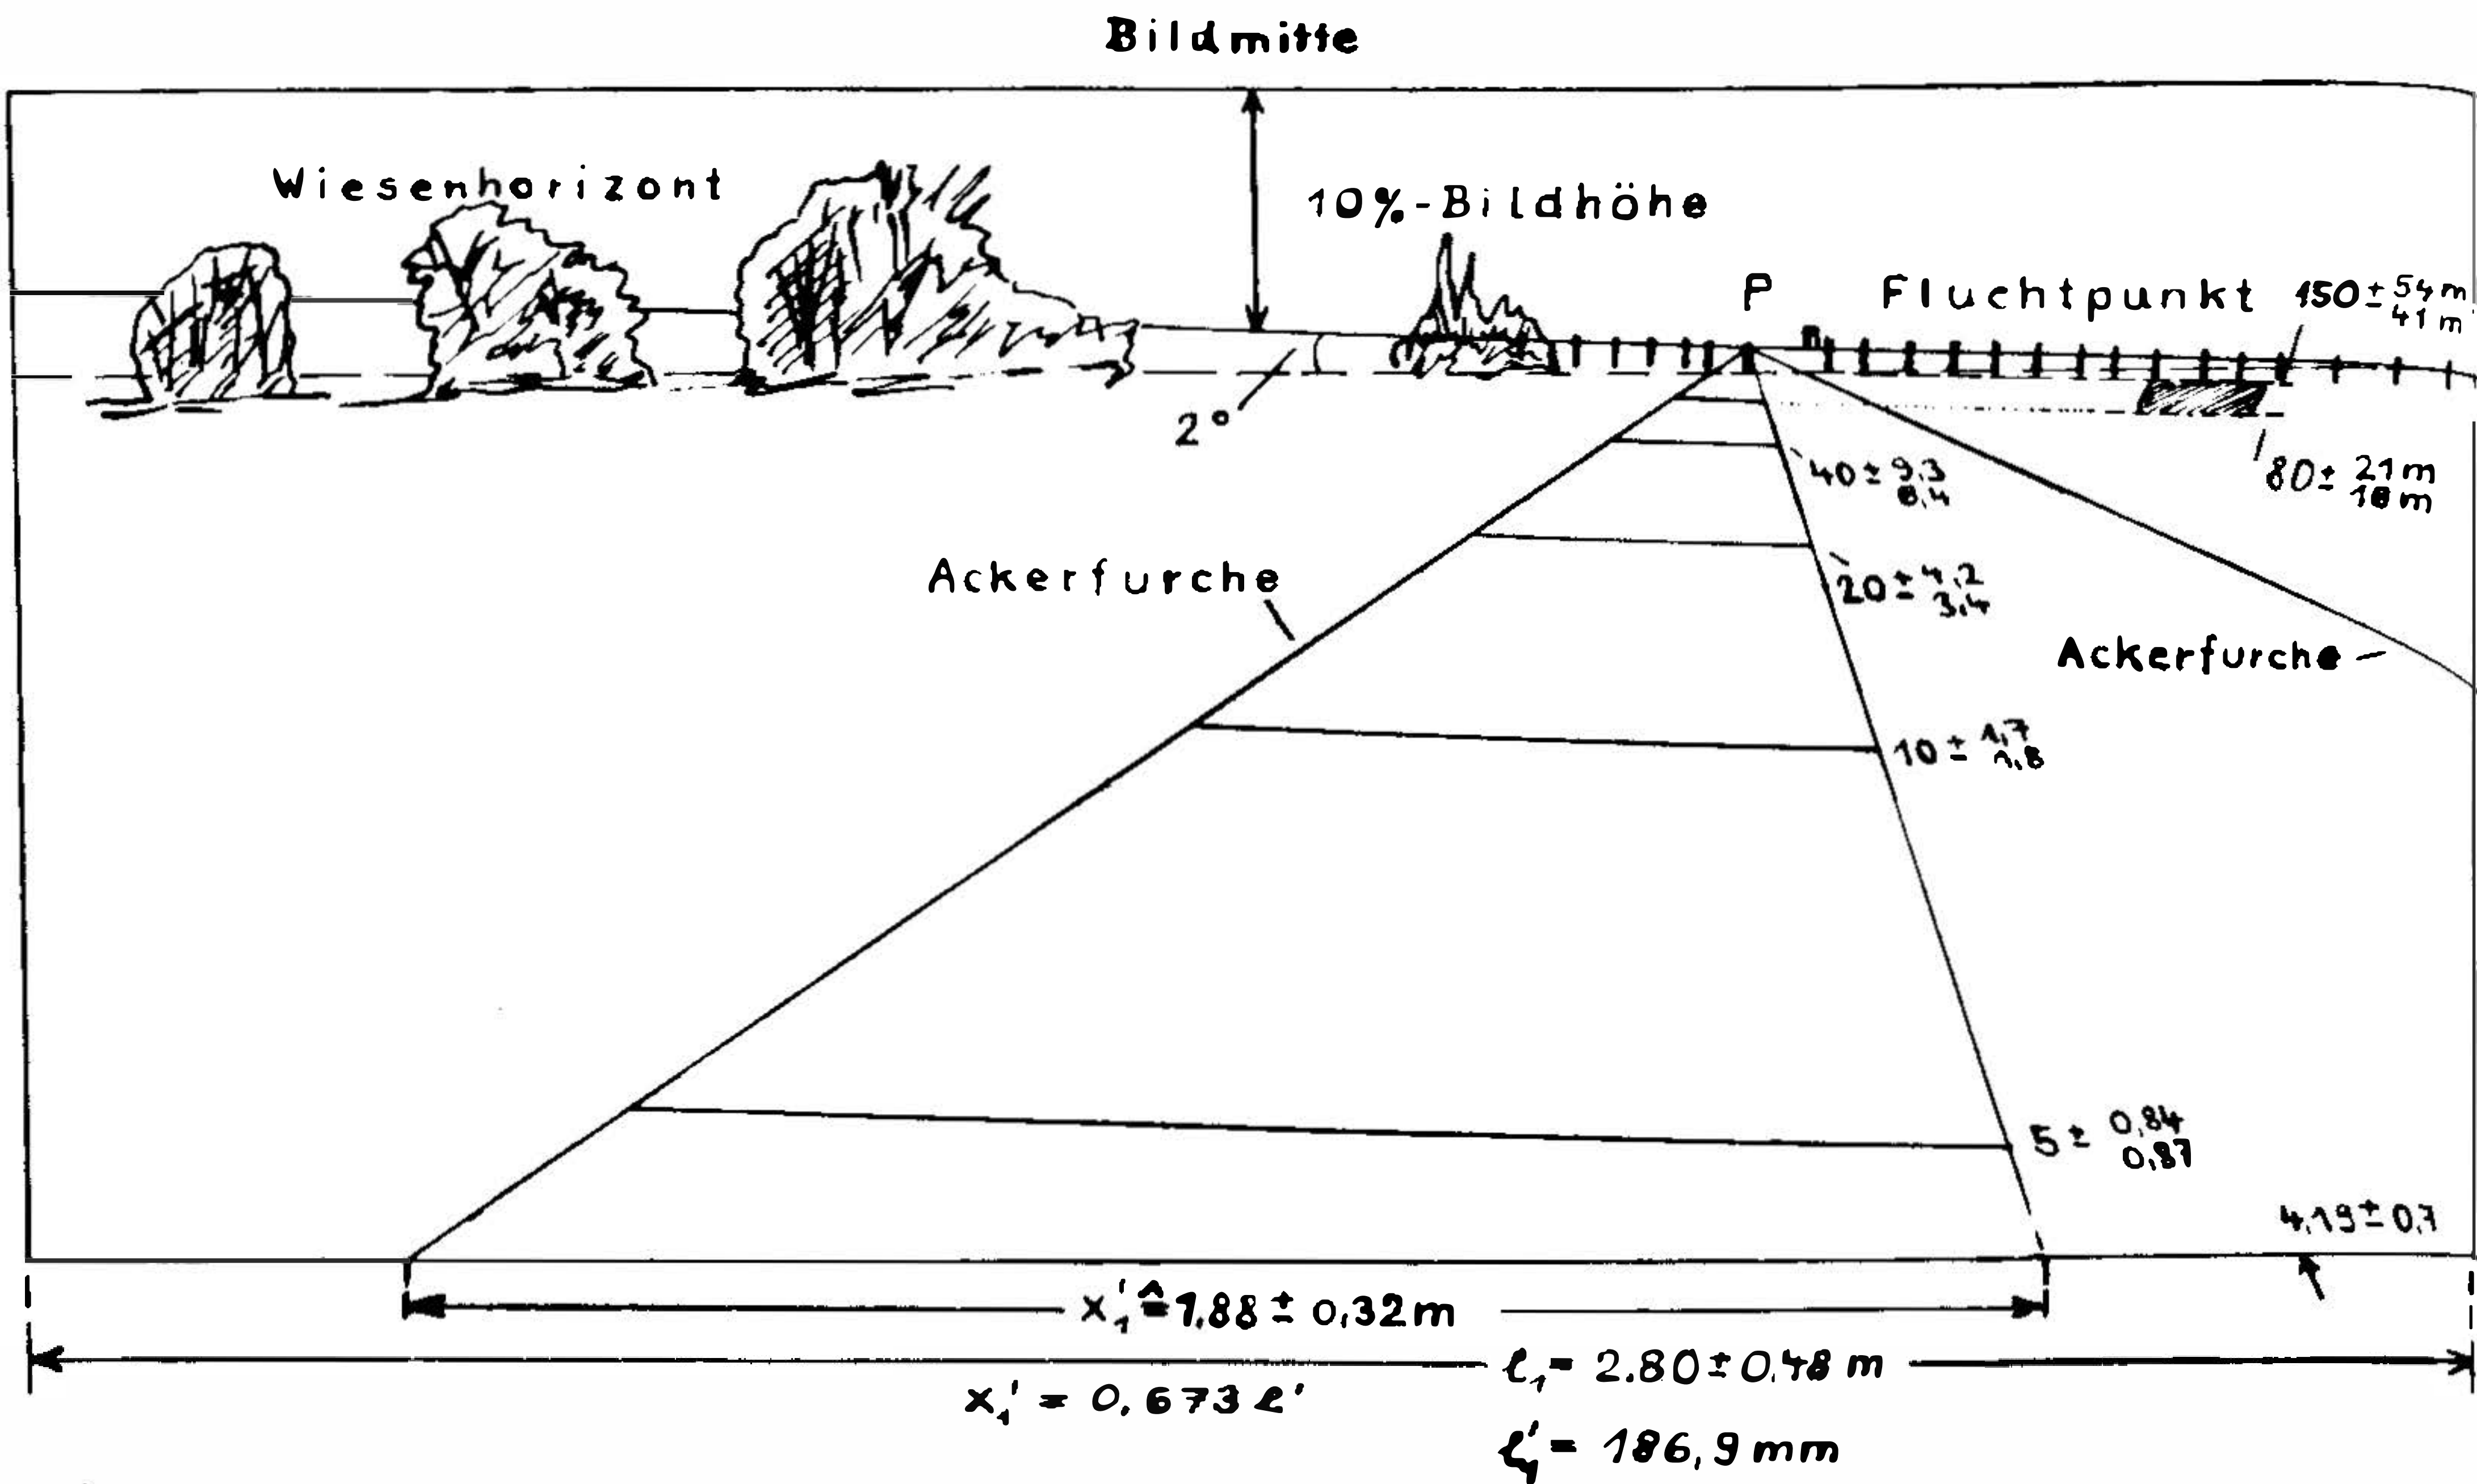 Bildmitte
Wiesenhorizont
10%-Bildhöhe
P Fluchtpunkt
150 ± 54 m
41 m
2°
40 ± 9,3
8,4
80 ± 21 m
18 m
Ackerfurche
20 ± 4,2
3,4
Ackerfurche
10 ± 1,7
5 ± 0,84
0,87
4,19 ± 0,7
x₁' ≙ 1,88 ± 0,32 m
ℓ₁ = 2.80 ± 0,48 m
x₁' = 0,673 ℓ'
ℓ₁' = 186,9 mm